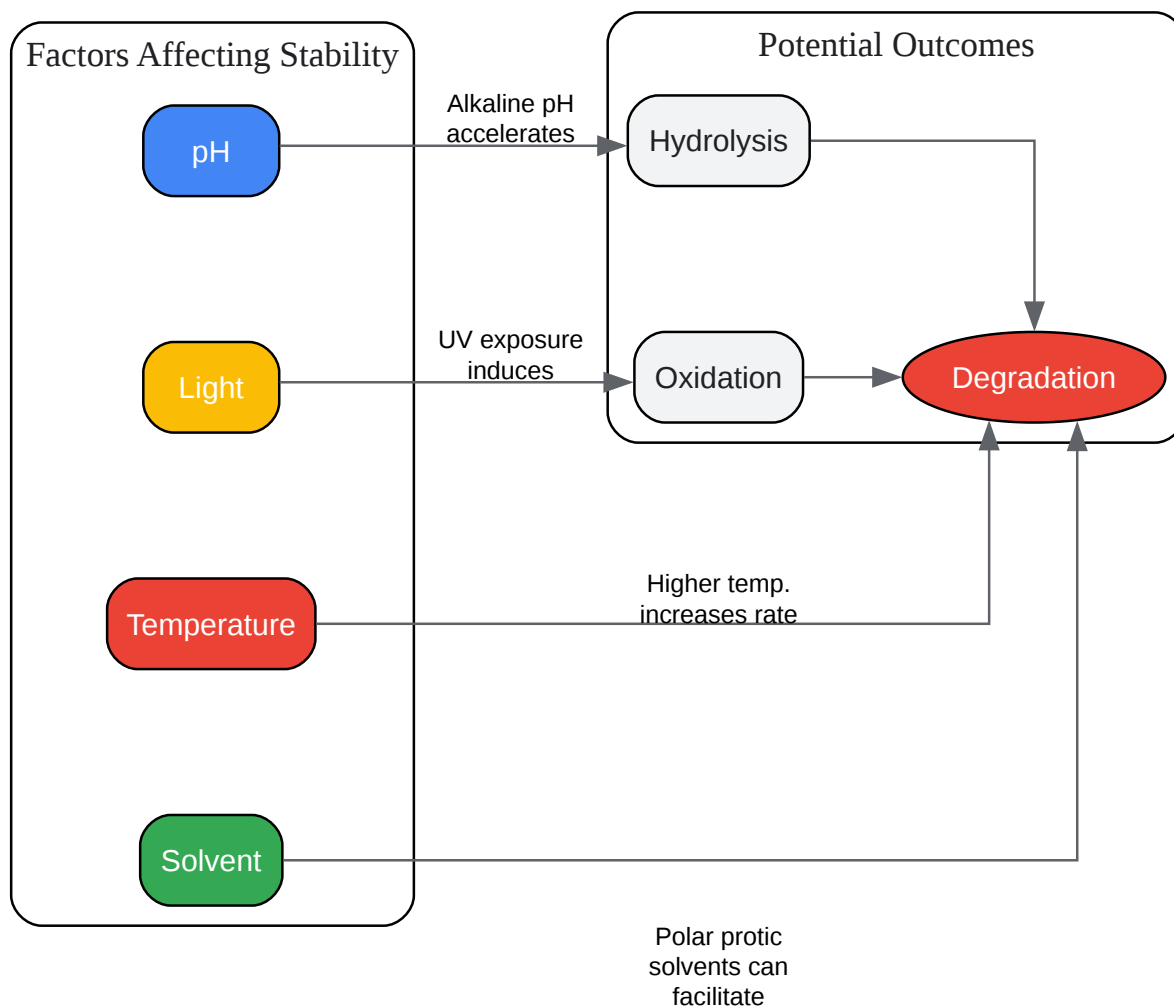 Factors Affecting Stability
Potential Outcomes
pH
Alkaline pH
accelerates
Hydrolysis
Light
UV exposure
induces
Oxidation
Degradation
Temperature
Higher temp.
increases rate
Solvent
Polar protic
solvents can
facilitate